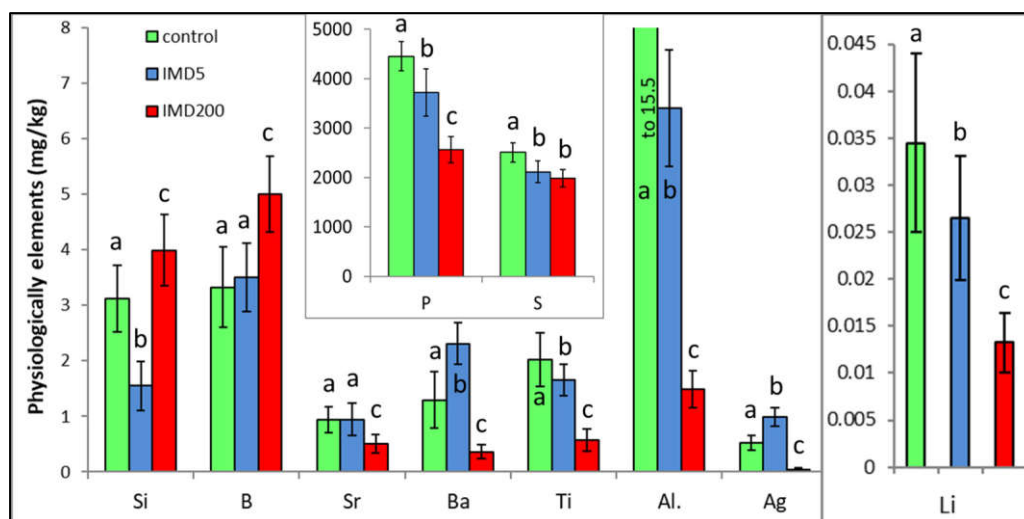 Physiologically elements (mg/kg)
8
7
6
5
4
3
2
1
0
control
IMD5
IMD200
a
b
c
a
a
c
a
a
c
a
b
c
a
b
c
to 15.5
a
b
c
a
b
c
Si
B
Sr
Ba
Ti
Al.
Ag
5000
4000
3000
2000
1000
0
a
b
c
a
b
b
P
S
0.045
0.04
0.035
0.03
0.025
0.02
0.015
0.01
0.005
0
a
b
c
Li